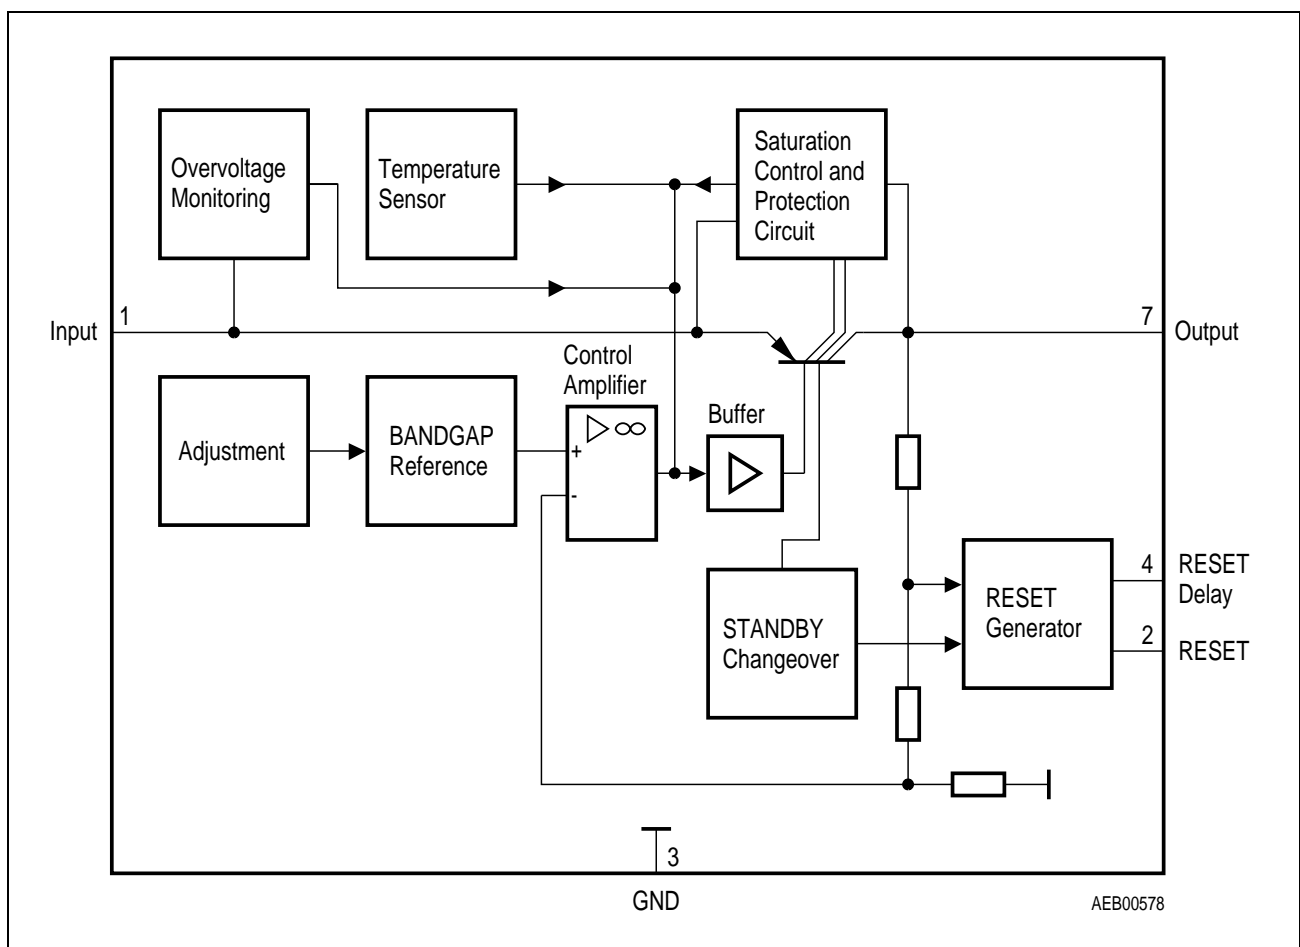 Overvoltage
Monitoring
Temperature
Sensor
Saturation
Control and
Protection
Circuit
Input
1
7
Output
Control
Amplifier
Adjustment
BANDGAP
Reference
+
-
∞
Buffer
STANDBY
Changeover
RESET
Generator
4
RESET
Delay
2
RESET
3
GND
AEB00578